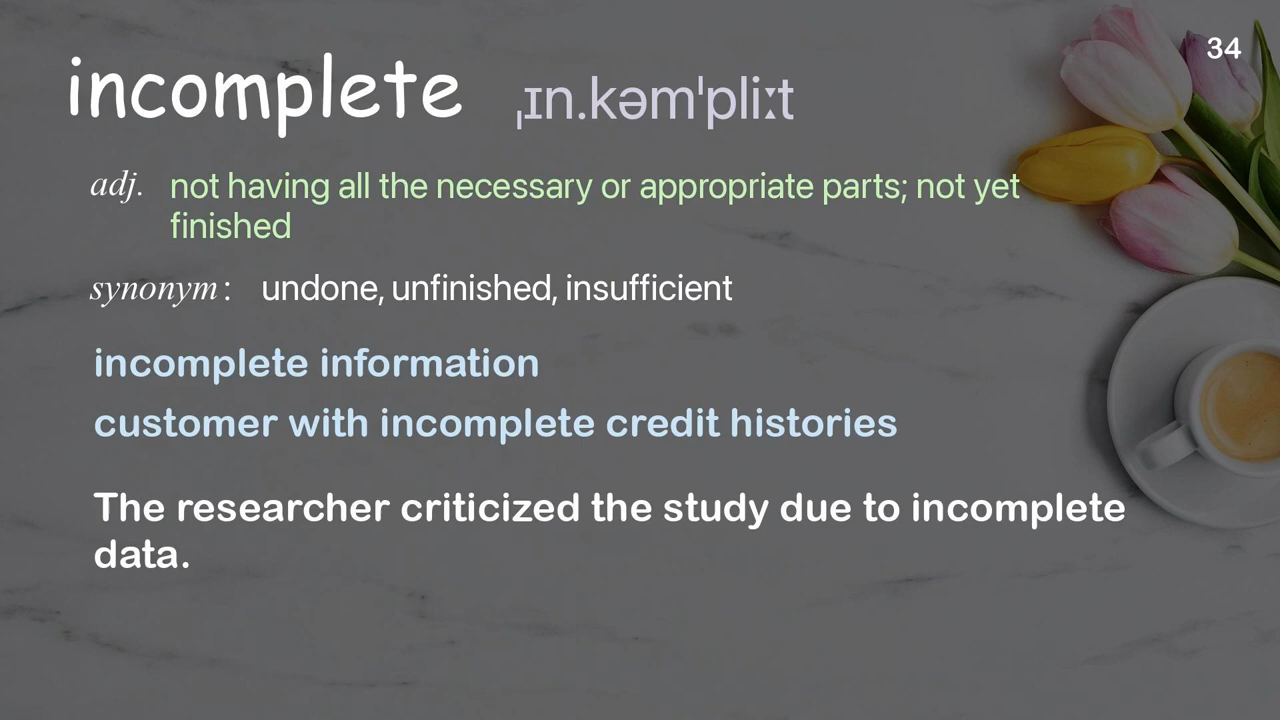 34
incomplete ˌɪn.kəmˈpliːt
adj. not having all the necessary or appropriate parts; not yet
finished
synonym: undone, unfinished, insufficient
incomplete information
customer with incomplete credit histories
The researcher criticized the study due to incomplete
data.